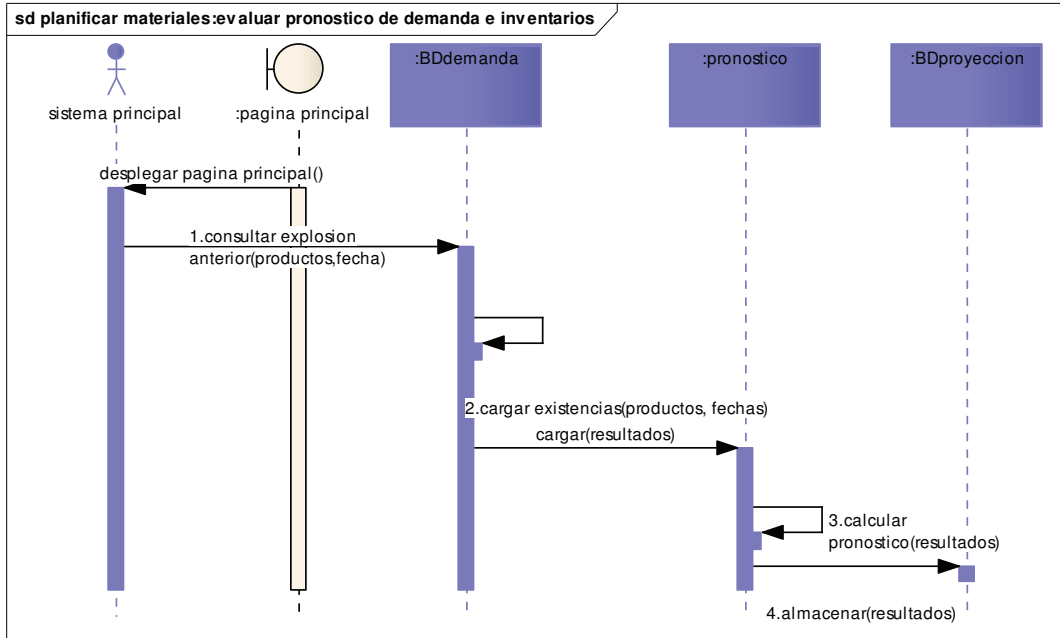 sd planificar materiales:evaluar pronostico de demanda e inventarios
sistema principal
:pagina principal
:BDdemanda
:pronostico
:BDproyeccion
desplegar pagina principal()
1.consultar explosion
anterior(productos,fecha)
2.cargar existencias(productos, fechas)
cargar(resultados)
3.calcular
pronostico(resultados)
4.almacenar(resultados)